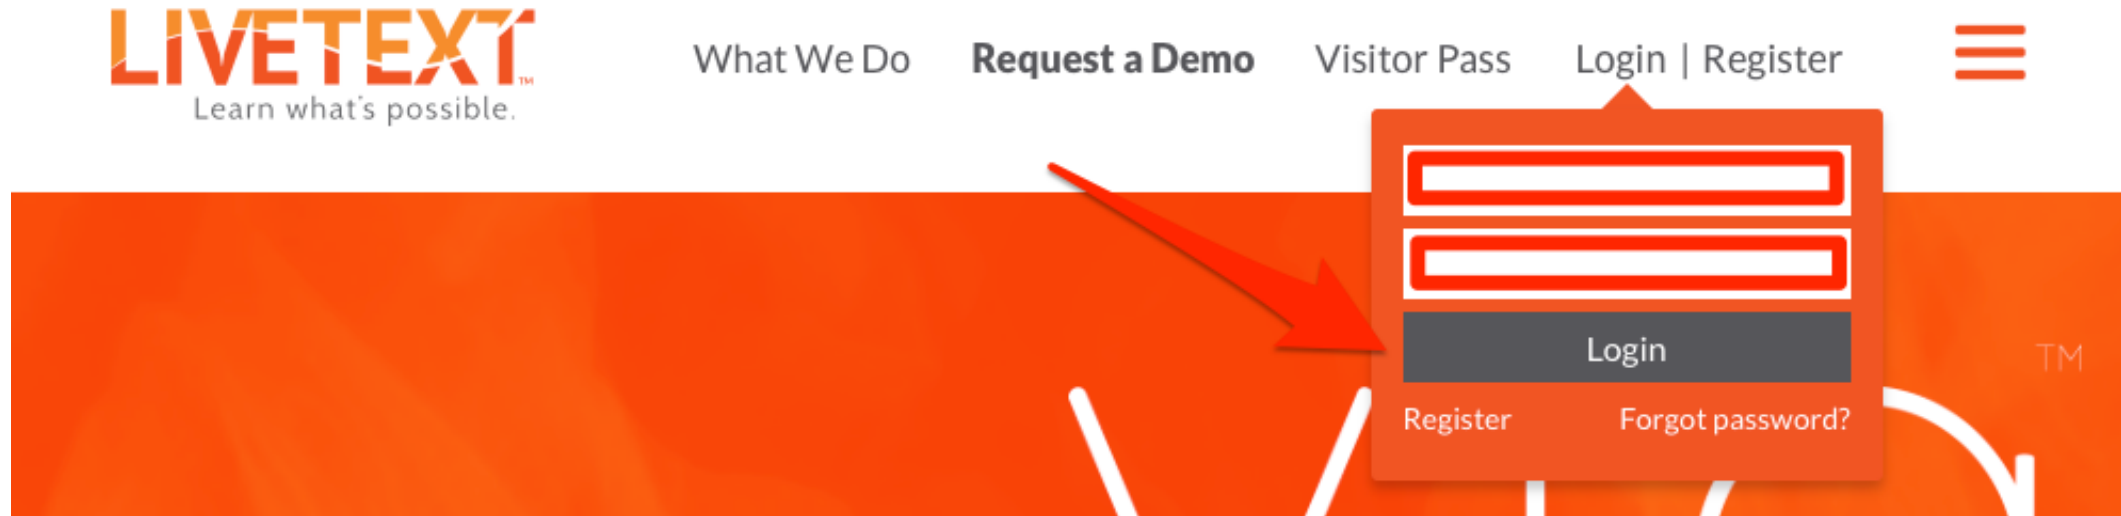 LIVETEXT™
Learn what's possible.
What We Do Request a Demo Visitor Pass Login | Register
Login
Register Forgot password?
TM